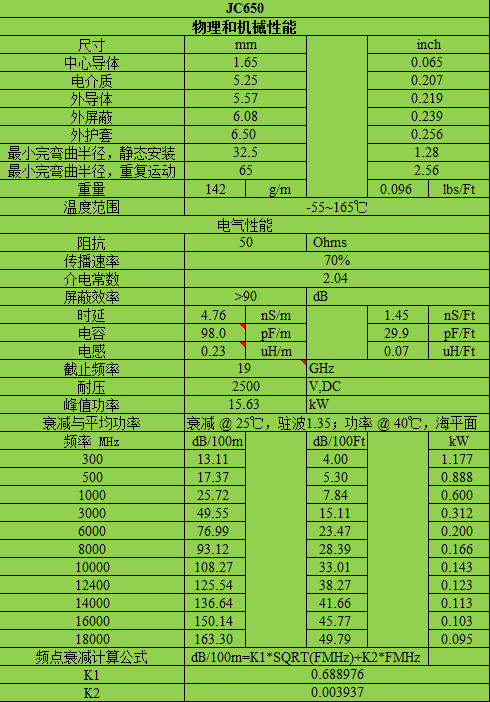 JC650
物理和机械性能
尺寸 mm inch
中心导体 1.65 0.065
电介质 5.25 0.207
外导体 5.57 0.219
外屏蔽 6.08 0.239
外护套 6.50 0.256
最小完弯曲半径，静态安装 32.5 1.28
最小完弯曲半径，重复运动 65 2.56
重量 142 g/m 0.096 lbs/Ft
温度范围 -55~165℃
电气性能
阻抗 50 Ohms
传播速率 70%
介电常数 2.04
屏蔽效率 >90 dB
时延 4.76 nS/m 1.45 nS/Ft
电容 98.0 pF/m 29.9 pF/Ft
电感 0.23 uH/m 0.07 uH/Ft
截止频率 19 GHz
耐压 2500 V,DC
峰值功率 15.63 kW
衰减与平均功率 衰减 @ 25℃，驻波1.35；功率 @ 40℃，海平面
频率 MHz dB/100m dB/100Ft kW
300 13.11 4.00 1.177
500 17.37 5.30 0.888
1000 25.72 7.84 0.600
3000 49.55 15.11 0.312
6000 76.99 23.47 0.200
8000 93.12 28.39 0.166
10000 108.27 33.01 0.143
12400 125.54 38.27 0.123
14000 136.64 41.66 0.113
16000 150.14 45.77 0.103
18000 163.30 49.79 0.095
频点衰减计算公式 dB/100m=K1*SQRT(FMHz)+K2*FMHz
K1 0.688976
K2 0.003937